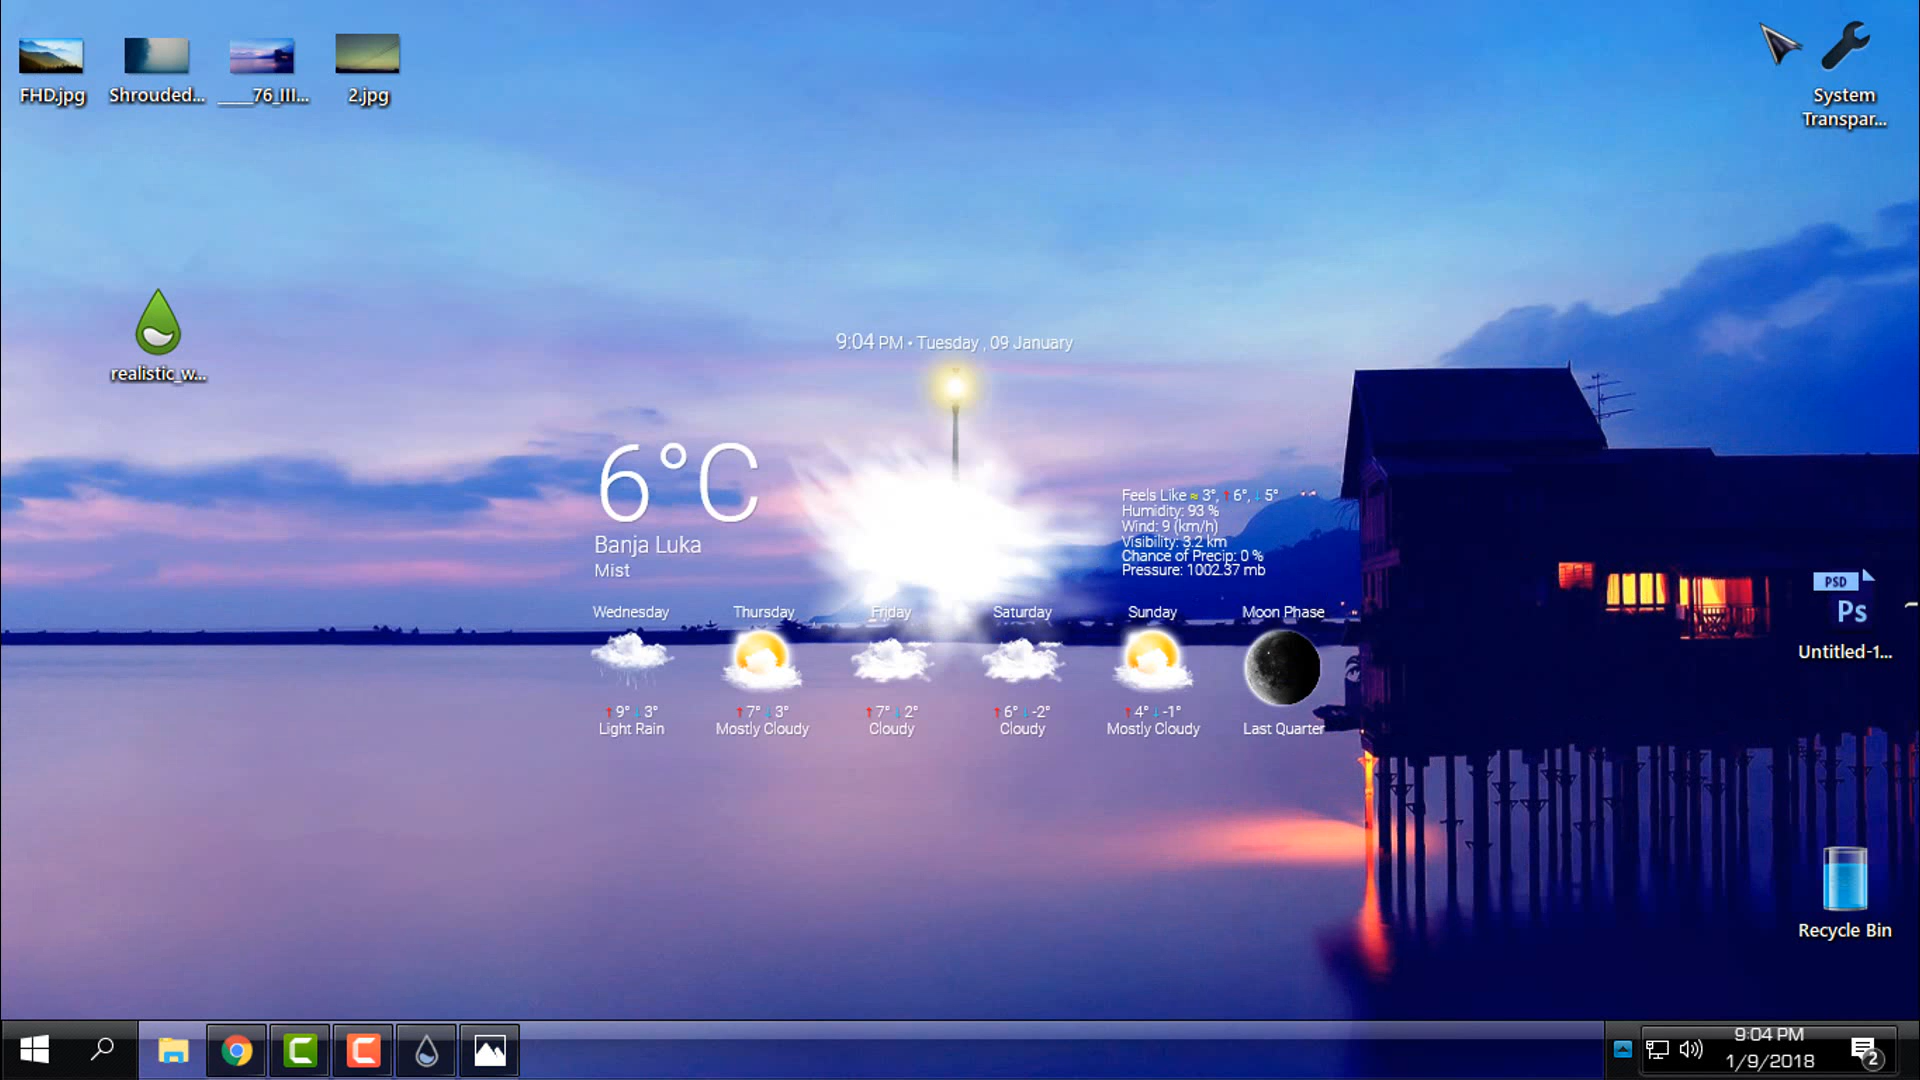 FHD.jpg
Shrouded...
____76_III...
2.jpg
System
Transpar...
realistic_w...
9:04 PM • Tuesday , 09 January
6°C
Banja Luka
Mist
Feels Like ≈ 3°, ↑ 6°, ↓ 5°
Humidity: 93 %
Wind: 9 (km/h)
Visibility: 3.2 km
Chance of Precip: 0 %
Pressure: 1002.37 mb
Wednesday
Thursday
Friday
Saturday
Sunday
Moon Phase
↑ 9° ↓ 3°
Light Rain
↑ 7° ↓ 3°
Mostly Cloudy
↑ 7° ↓ 2°
Cloudy
↑ 6° ↓ -2°
Cloudy
↑ 4° ↓ -1°
Mostly Cloudy
Last Quarter
PSD
Ps
Untitled-1...
Recycle Bin
9:04 PM
1/9/2018
2